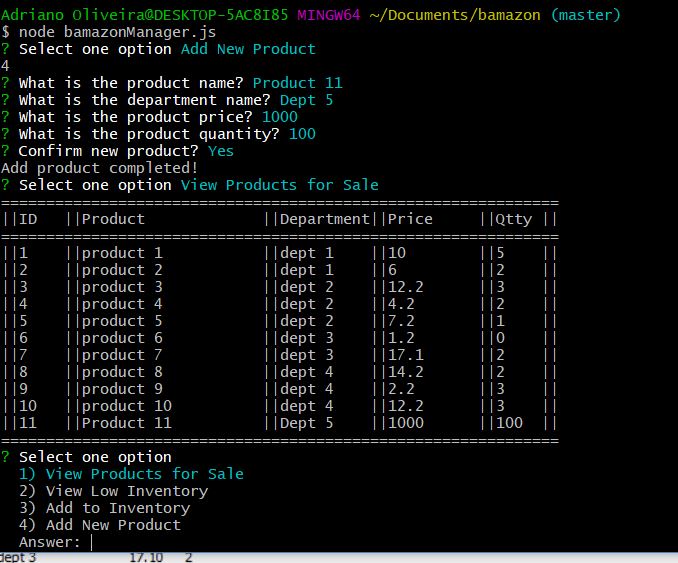 Adriano Oliveira@DESKTOP-5AC8I85 MINGW64 ~/Documents/bamazon (master)
$ node bamazonManager.js
? Select one option Add New Product
4
? What is the product name? Product 11
? What is the department name? Dept 5
? What is the product price? 1000
? What is the product quantity? 100
? Confirm new product? Yes
Add product completed!
? Select one option View Products for Sale
==============================================================
||ID   ||Product             ||Department||Price     ||Qtty ||
==============================================================
||1    ||product 1           ||dept 1    ||10        ||5    ||
||2    ||product 2           ||dept 1    ||6         ||2    ||
||3    ||product 3           ||dept 2    ||12.2      ||3    ||
||4    ||product 4           ||dept 2    ||4.2       ||2    ||
||5    ||product 5           ||dept 2    ||7.2       ||1    ||
||6    ||product 6           ||dept 3    ||1.2       ||0    ||
||7    ||product 7           ||dept 3    ||17.1      ||2    ||
||8    ||product 8           ||dept 4    ||14.2      ||2    ||
||9    ||product 9           ||dept 4    ||2.2       ||3    ||
||10   ||product 10          ||dept 4    ||12.2      ||3    ||
||11   ||Product 11          ||Dept 5    ||1000      ||100  ||
==============================================================
? Select one option
  1) View Products for Sale
  2) View Low Inventory
  3) Add to Inventory
  4) Add New Product
  Answer:
dept 3 17.10 2